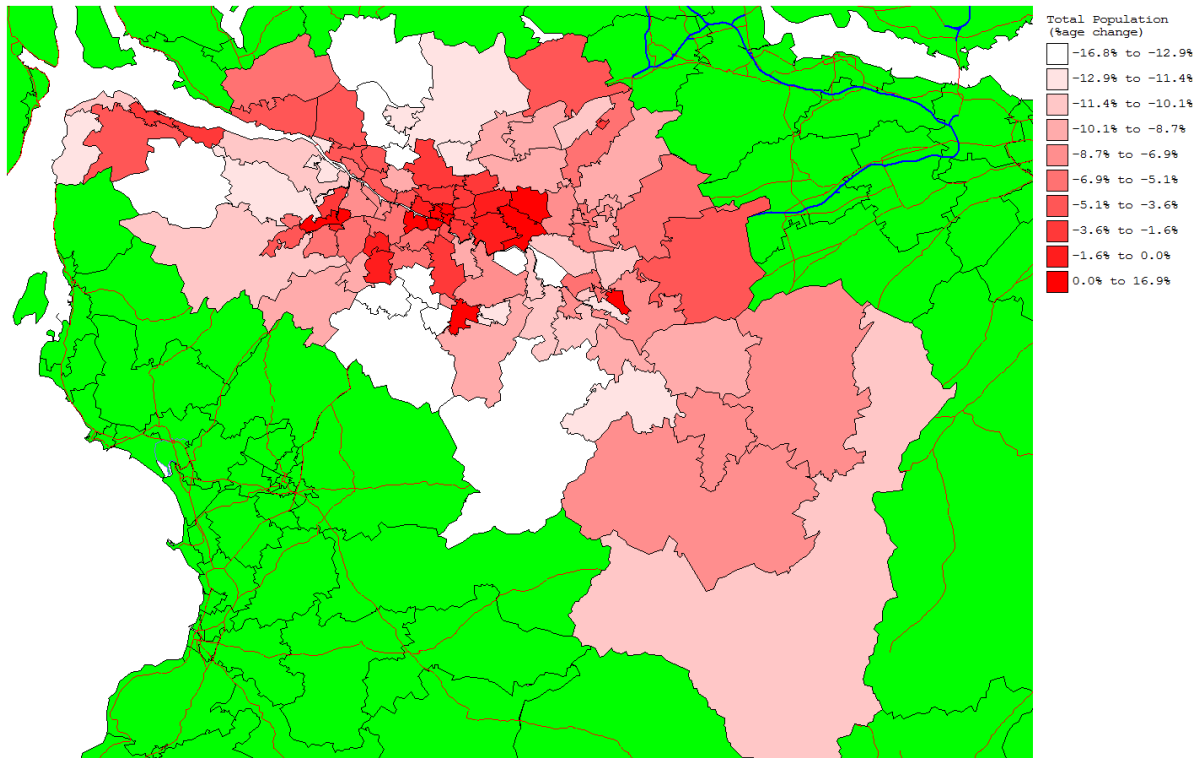 Total Population
(%age change)
-16.8% to -12.9%
-12.9% to -11.4%
-11.4% to -10.1%
-10.1% to -8.7%
-8.7% to -6.9%
-6.9% to -5.1%
-5.1% to -3.6%
-3.6% to -1.6%
-1.6% to 0.0%
0.0% to 16.9%